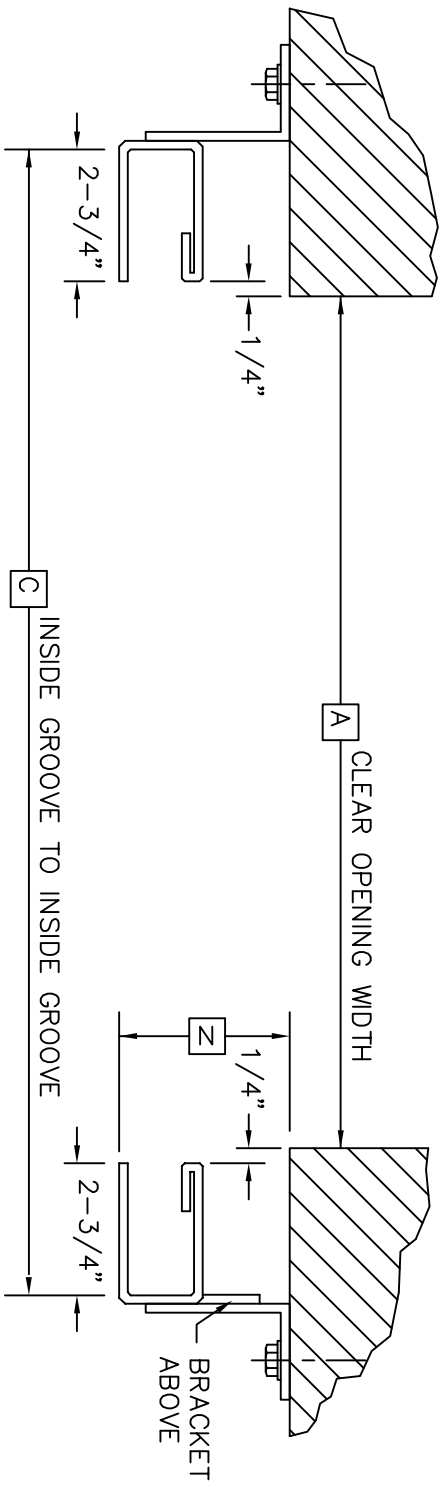 A CLEAR OPENING WIDTH
1/4"
1/4"
Z
BRACKET
ABOVE
2-3/4"
2-3/4"
C INSIDE GROOVE TO INSIDE GROOVE